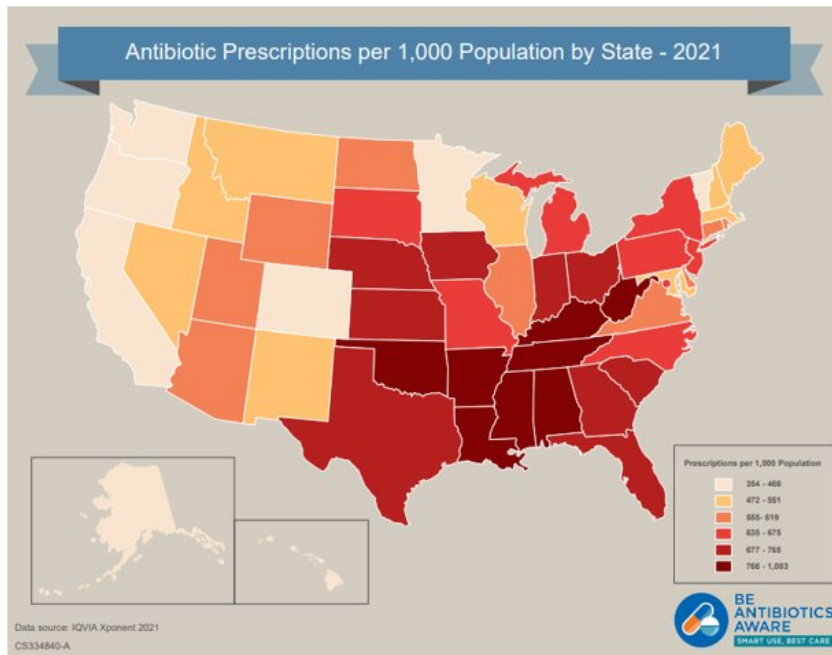 Antibiotic Prescriptions per 1,000 Population by State - 2021
Prescriptions per 1,000 Population
354 - 466
472 - 551
555- 619
635 - 675
677 - 765
766 - 1,083
Data source: IQVIA Xponent 2021
CS334840-A
BE
ANTIBIOTICS
AWARE
SMART USE, BEST CARE